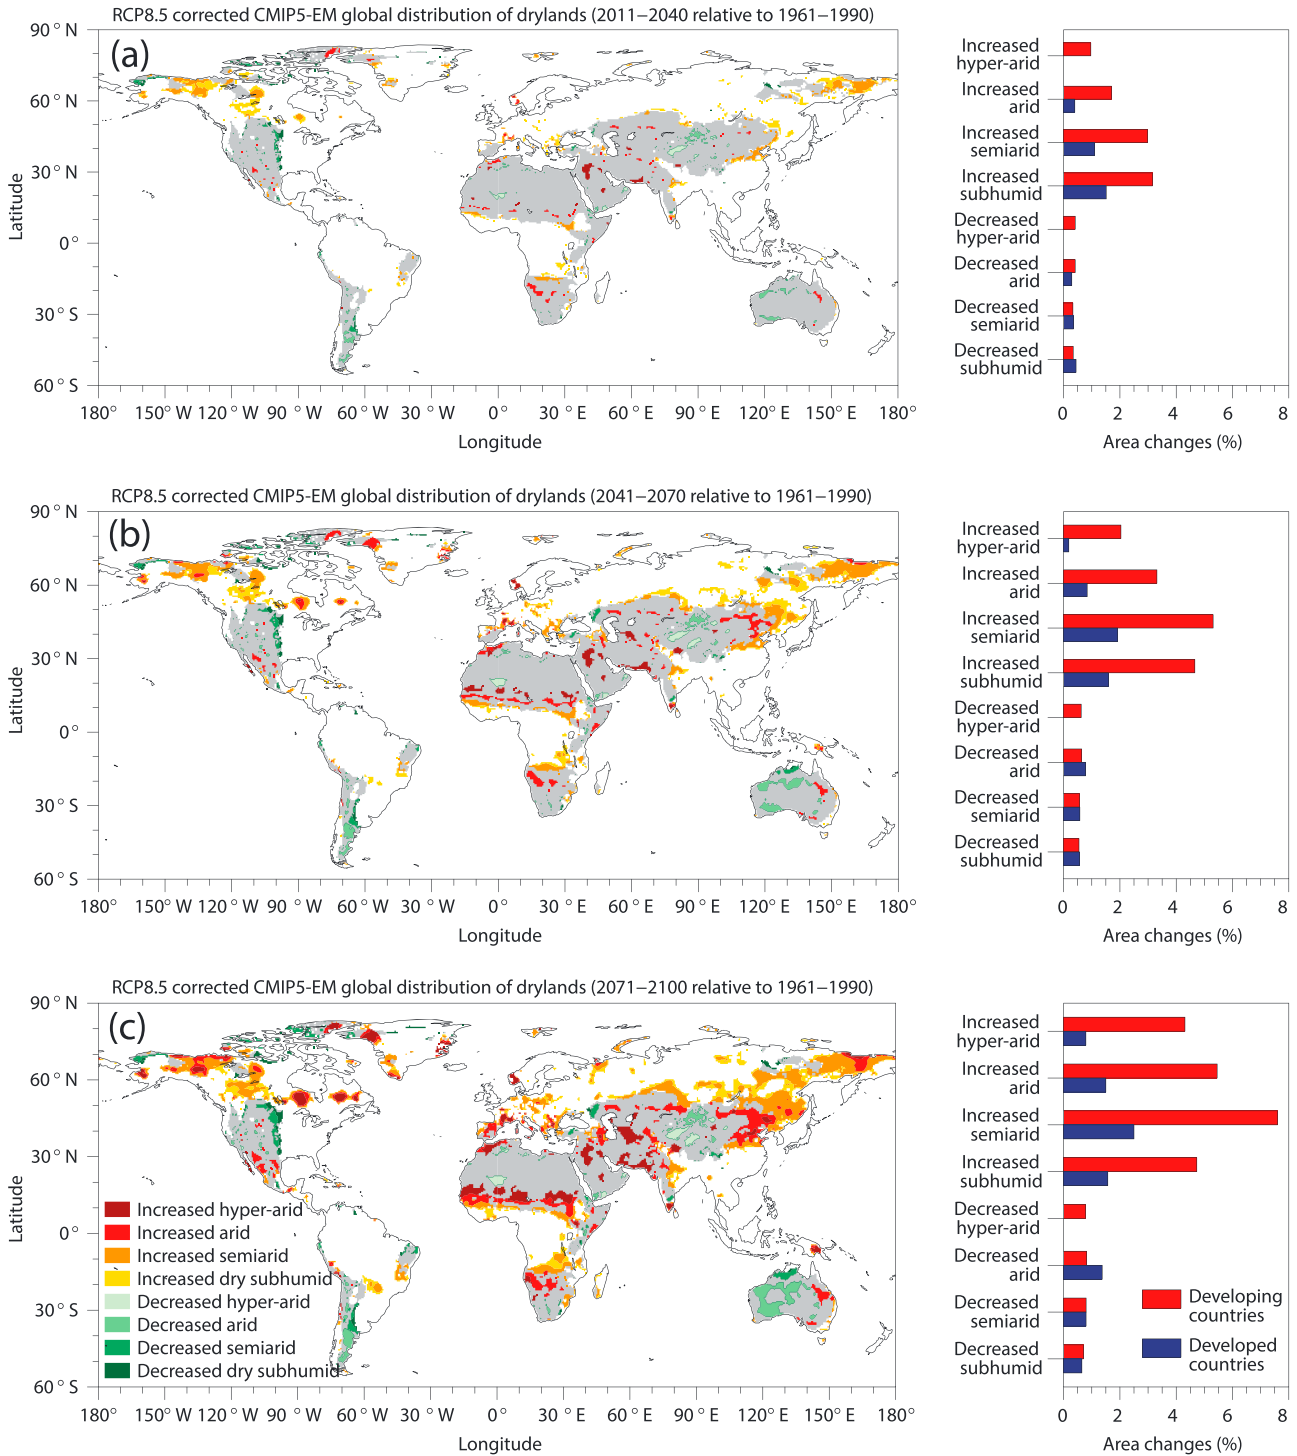 RCP8.5 corrected CMIP5-EM global distribution of drylands (2011–2040 relative to 1961–1990)
(a)
90° N
60° N
30° N
0°
30° S
60° S
Latitude
180° 150° W 120° W 90° W 60° W 30 W 0° 30° E 60° E 90° E 120° E 150° E 180°
Longitude
Increased
hyper-arid
Increased
arid
Increased
semiarid
Increased
subhumid
Decreased
hyper-arid
Decreased
arid
Decreased
semiarid
Decreased
subhumid
0 2 4 6 8
Area changes (%)
RCP8.5 corrected CMIP5-EM global distribution of drylands (2041–2070 relative to 1961–1990)
(b)
90° N
60° N
30° N
0°
30° S
60° S
Latitude
180° 150° W 120° W 90° W 60° W 30 W 0° 30° E 60° E 90° E 120° E 150° E 180°
Longitude
Increased
hyper-arid
Increased
arid
Increased
semiarid
Increased
subhumid
Decreased
hyper-arid
Decreased
arid
Decreased
semiarid
Decreased
subhumid
0 2 4 6 8
Area changes (%)
RCP8.5 corrected CMIP5-EM global distribution of drylands (2071–2100 relative to 1961–1990)
(c)
90° N
60° N
30° N
0°
30° S
60° S
Latitude
Increased hyper-arid
Increased arid
Increased semiarid
Increased dry subhumid
Decreased hyper-arid
Decreased arid
Decreased semiarid
Decreased dry subhumid
180° 150° W 120° W 90° W 60° W 30 W 0° 30° E 60° E 90° E 120° E 150° E 180°
Longitude
Increased
hyper-arid
Increased
arid
Increased
semiarid
Increased
subhumid
Decreased
hyper-arid
Decreased
arid
Decreased
semiarid
Decreased
subhumid
Developing
countries
Developed
countries
0 2 4 6 8
Area changes (%)